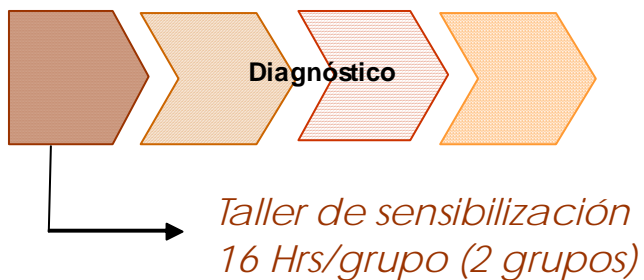 Diagnóstico
Taller de sensibilización
16 Hrs/grupo (2 grupos)